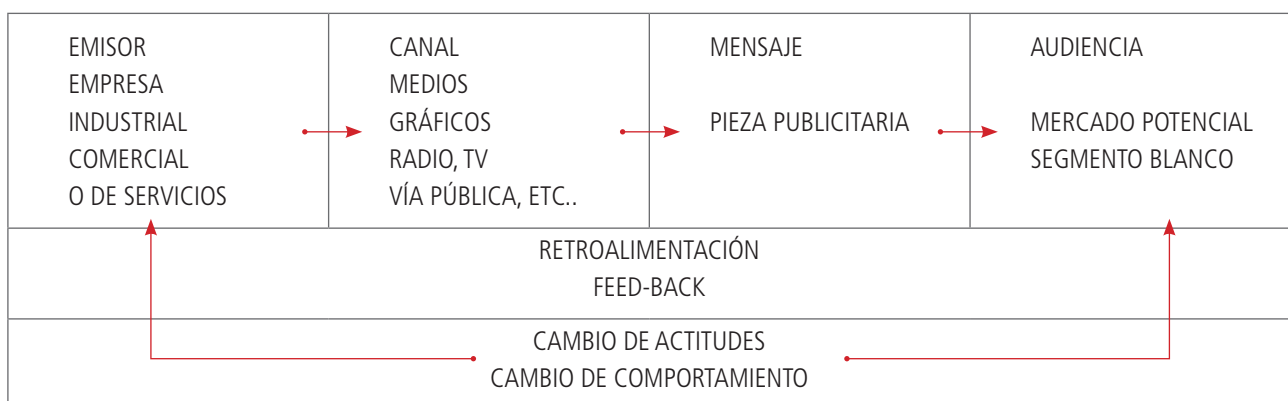 EMISOR
EMPRESA
INDUSTRIAL
COMERCIAL
O DE SERVICIOS
CANAL
MEDIOS
GRÁFICOS
RADIO, TV
VÍA PÚBLICA, ETC..
MENSAJE
PIEZA PUBLICITARIA
AUDIENCIA
MERCADO POTENCIAL
SEGMENTO BLANCO
RETROALIMENTACIÓN
FEED-BACK
CAMBIO DE ACTITUDES
CAMBIO DE COMPORTAMIENTO